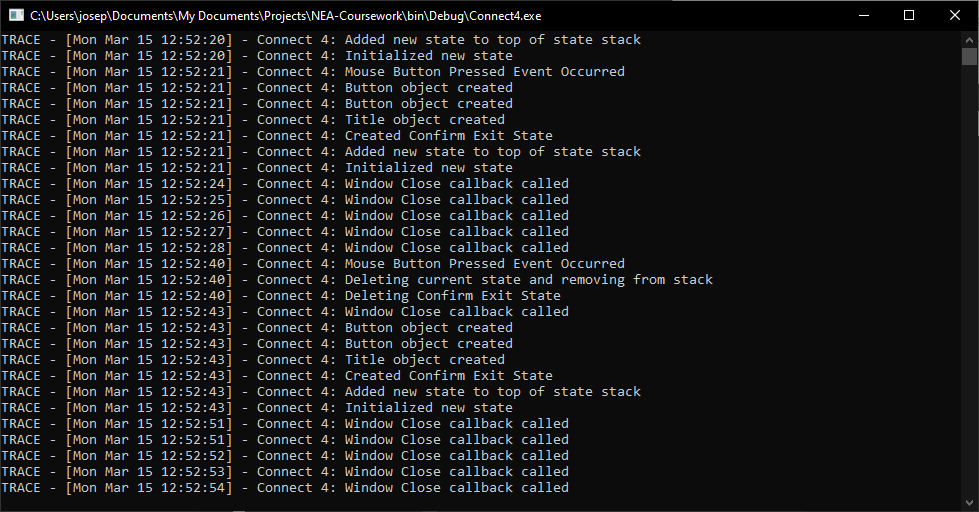 C:\Users\josep\Documents\My Documents\Projects\NEA-Coursework\bin\Debug\Connect4.exe
TRACE - [Mon Mar 15 12:52:20] - Connect 4: Added new state to top of state stack
TRACE - [Mon Mar 15 12:52:20] - Connect 4: Initialized new state
TRACE - [Mon Mar 15 12:52:21] - Connect 4: Mouse Button Pressed Event Occurred
TRACE - [Mon Mar 15 12:52:21] - Connect 4: Button object created
TRACE - [Mon Mar 15 12:52:21] - Connect 4: Button object created
TRACE - [Mon Mar 15 12:52:21] - Connect 4: Title object created
TRACE - [Mon Mar 15 12:52:21] - Connect 4: Created Confirm Exit State
TRACE - [Mon Mar 15 12:52:21] - Connect 4: Added new state to top of state stack
TRACE - [Mon Mar 15 12:52:21] - Connect 4: Initialized new state
TRACE - [Mon Mar 15 12:52:24] - Connect 4: Window Close callback called
TRACE - [Mon Mar 15 12:52:25] - Connect 4: Window Close callback called
TRACE - [Mon Mar 15 12:52:26] - Connect 4: Window Close callback called
TRACE - [Mon Mar 15 12:52:27] - Connect 4: Window Close callback called
TRACE - [Mon Mar 15 12:52:28] - Connect 4: Window Close callback called
TRACE - [Mon Mar 15 12:52:40] - Connect 4: Mouse Button Pressed Event Occurred
TRACE - [Mon Mar 15 12:52:40] - Connect 4: Deleting current state and removing from stack
TRACE - [Mon Mar 15 12:52:40] - Connect 4: Deleting Confirm Exit State
TRACE - [Mon Mar 15 12:52:43] - Connect 4: Window Close callback called
TRACE - [Mon Mar 15 12:52:43] - Connect 4: Button object created
TRACE - [Mon Mar 15 12:52:43] - Connect 4: Button object created
TRACE - [Mon Mar 15 12:52:43] - Connect 4: Title object created
TRACE - [Mon Mar 15 12:52:43] - Connect 4: Created Confirm Exit State
TRACE - [Mon Mar 15 12:52:43] - Connect 4: Added new state to top of state stack
TRACE - [Mon Mar 15 12:52:43] - Connect 4: Initialized new state
TRACE - [Mon Mar 15 12:52:51] - Connect 4: Window Close callback called
TRACE - [Mon Mar 15 12:52:51] - Connect 4: Window Close callback called
TRACE - [Mon Mar 15 12:52:52] - Connect 4: Window Close callback called
TRACE - [Mon Mar 15 12:52:53] - Connect 4: Window Close callback called
TRACE - [Mon Mar 15 12:52:54] - Connect 4: Window Close callback called